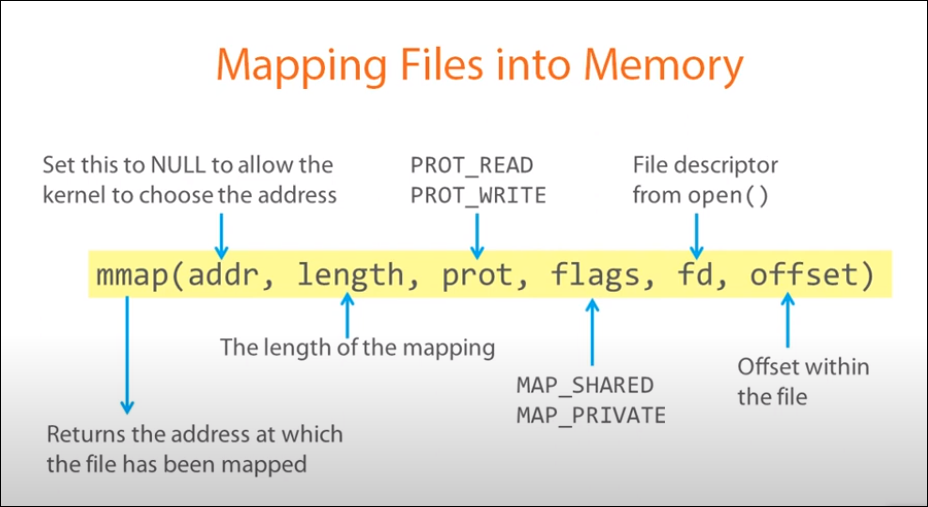 Mapping Files into Memory
Set this to NULL to allow the
kernel to choose the address
PROT_READ
PROT_WRITE
File descriptor
from open()
mmap(addr, length, prot, flags, fd, offset)
The length of the mapping
MAP_SHARED
MAP_PRIVATE
Offset within
the file
Returns the address at which
the file has been mapped